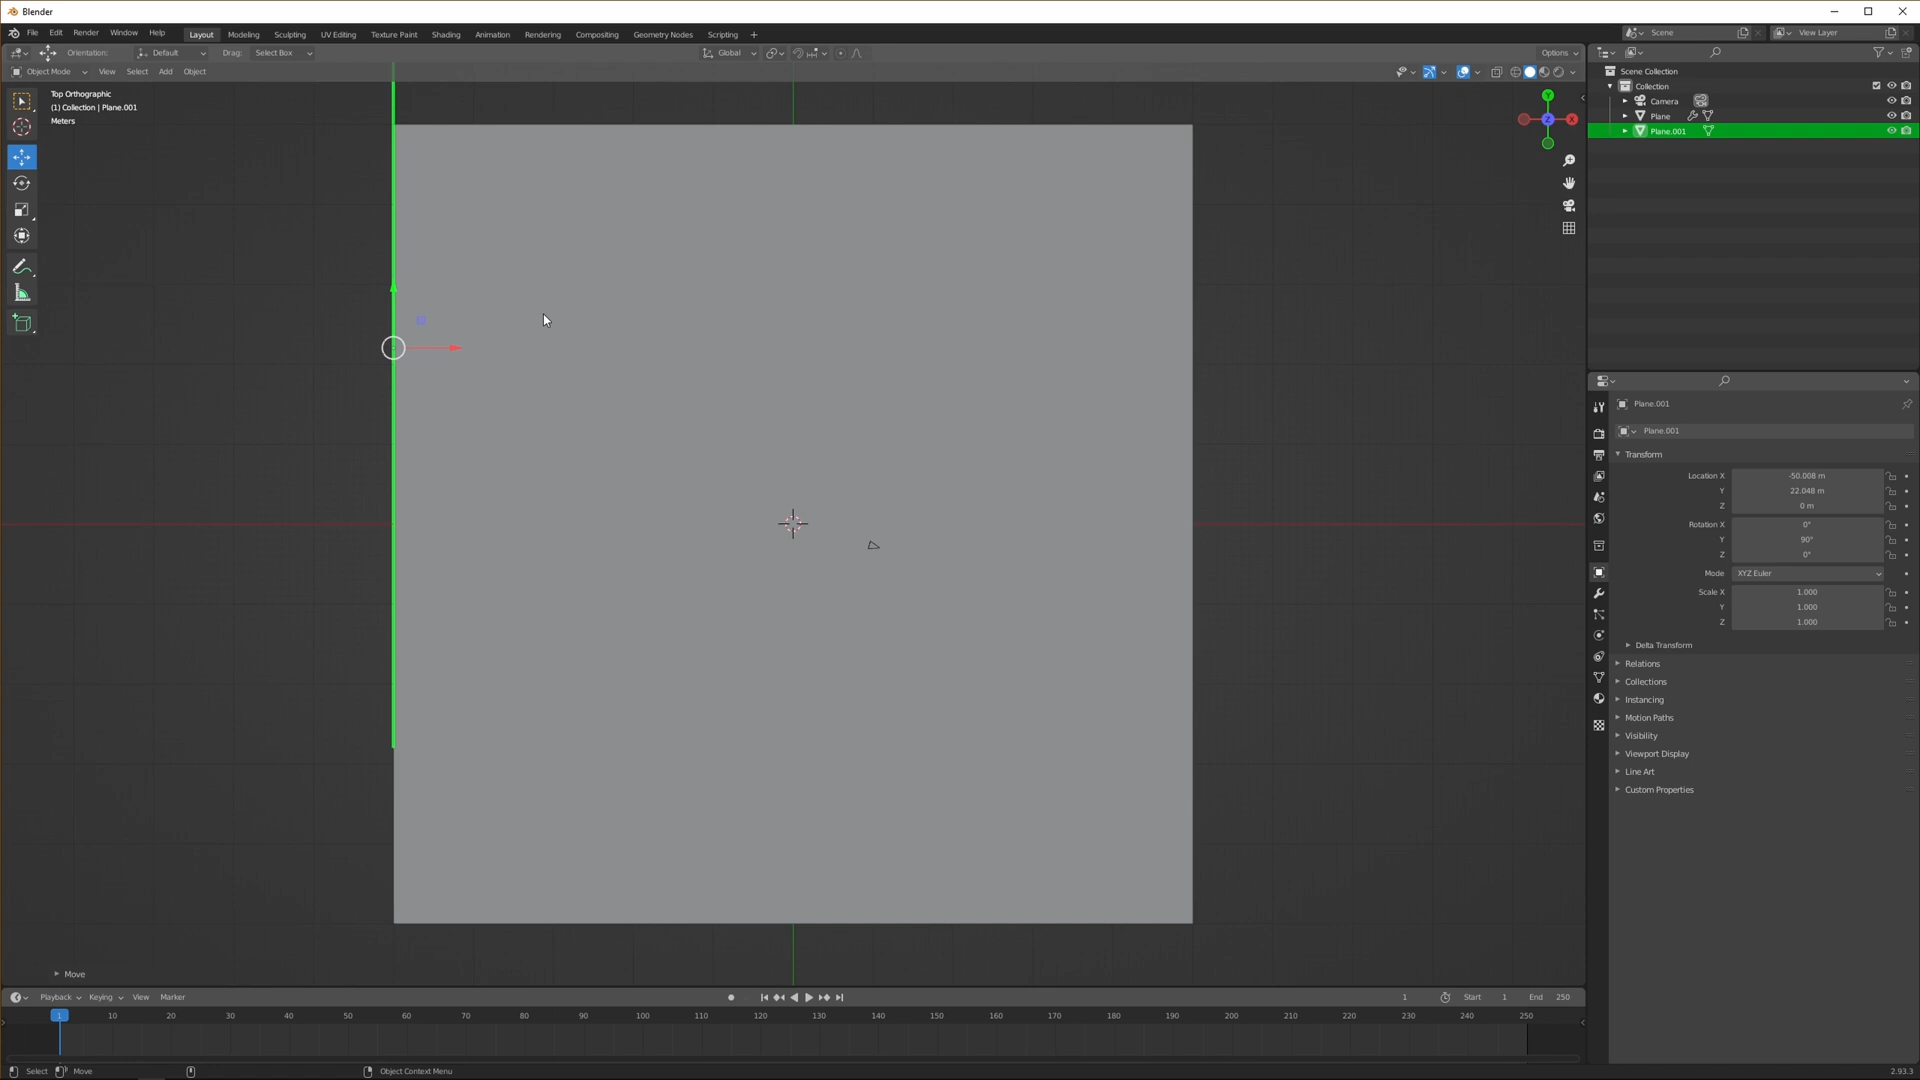 Blender
File Edit Render Window Help Layout Modeling Sculpting UV Editing Texture Paint Shading Animation Rendering Compositing Geometry Nodes Scripting + Scene View Layer
Orientation: Default Drag: Select Box Global Options
Object Mode View Select Add Object
Top Orthographic
(1) Collection | Plane.001
Meters
Y
Z
X
Scene Collection
Collection
Camera
Plane
Plane.001
Plane.001
Plane.001
Transform
Location X -50.008 m
Y 22.048 m
Z 0 m
Rotation X 0°
Y 90°
Z 0°
Mode XYZ Euler
Scale X 1.000
Y 1.000
Z 1.000
Delta Transform
Relations
Collections
Instancing
Motion Paths
Visibility
Viewport Display
Line Art
Custom Properties
Move
Playback Keying View Marker 1 Start 1 End 250
1 10 20 30 40 50 60 70 80 90 100 110 120 130 140 150 160 170 180 190 200 210 220 230 240 250
Select Move Object Context Menu 2.93.3